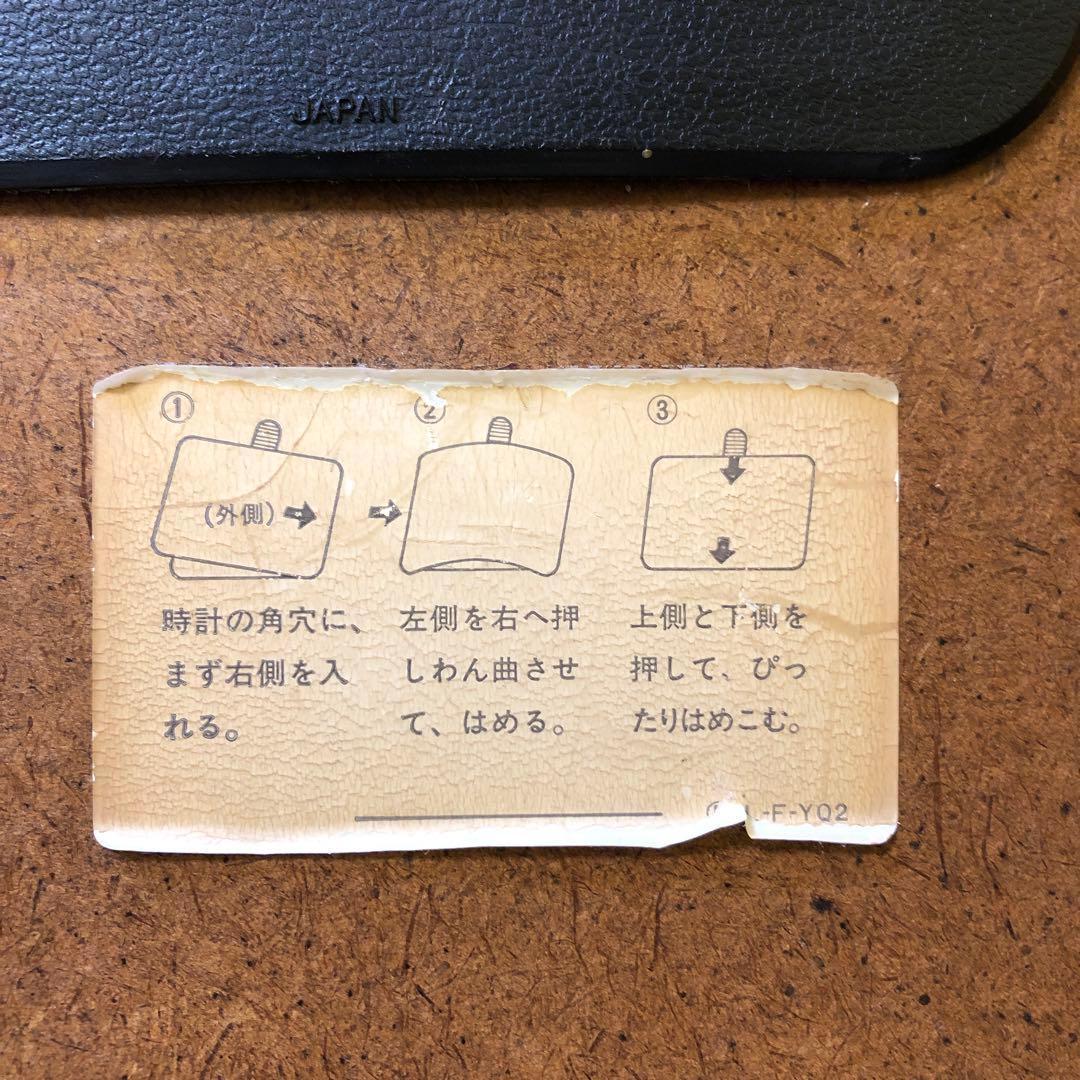 JAPAN
①
(外側)
時計の角穴に、
まず右側を入
れる。
②
左側を右へ押
しわん曲させ
て、はめる。
③
上側と下側を
押して、ぴっ
たりはめこむ。
-F-YQ2